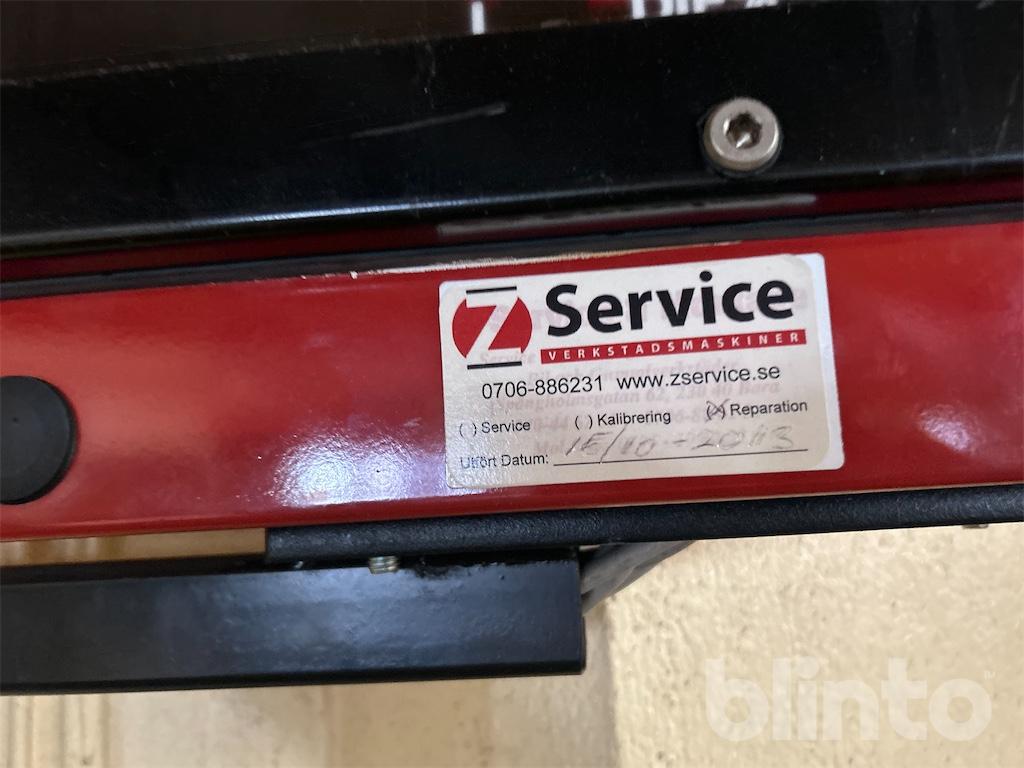 Z Service
VERKSTADSMASKINER
0706-886231 www.zservice.se
( ) Service ( ) Kalibrering (X) Reparation
Utfört Datum: 15/10-2013
blinto